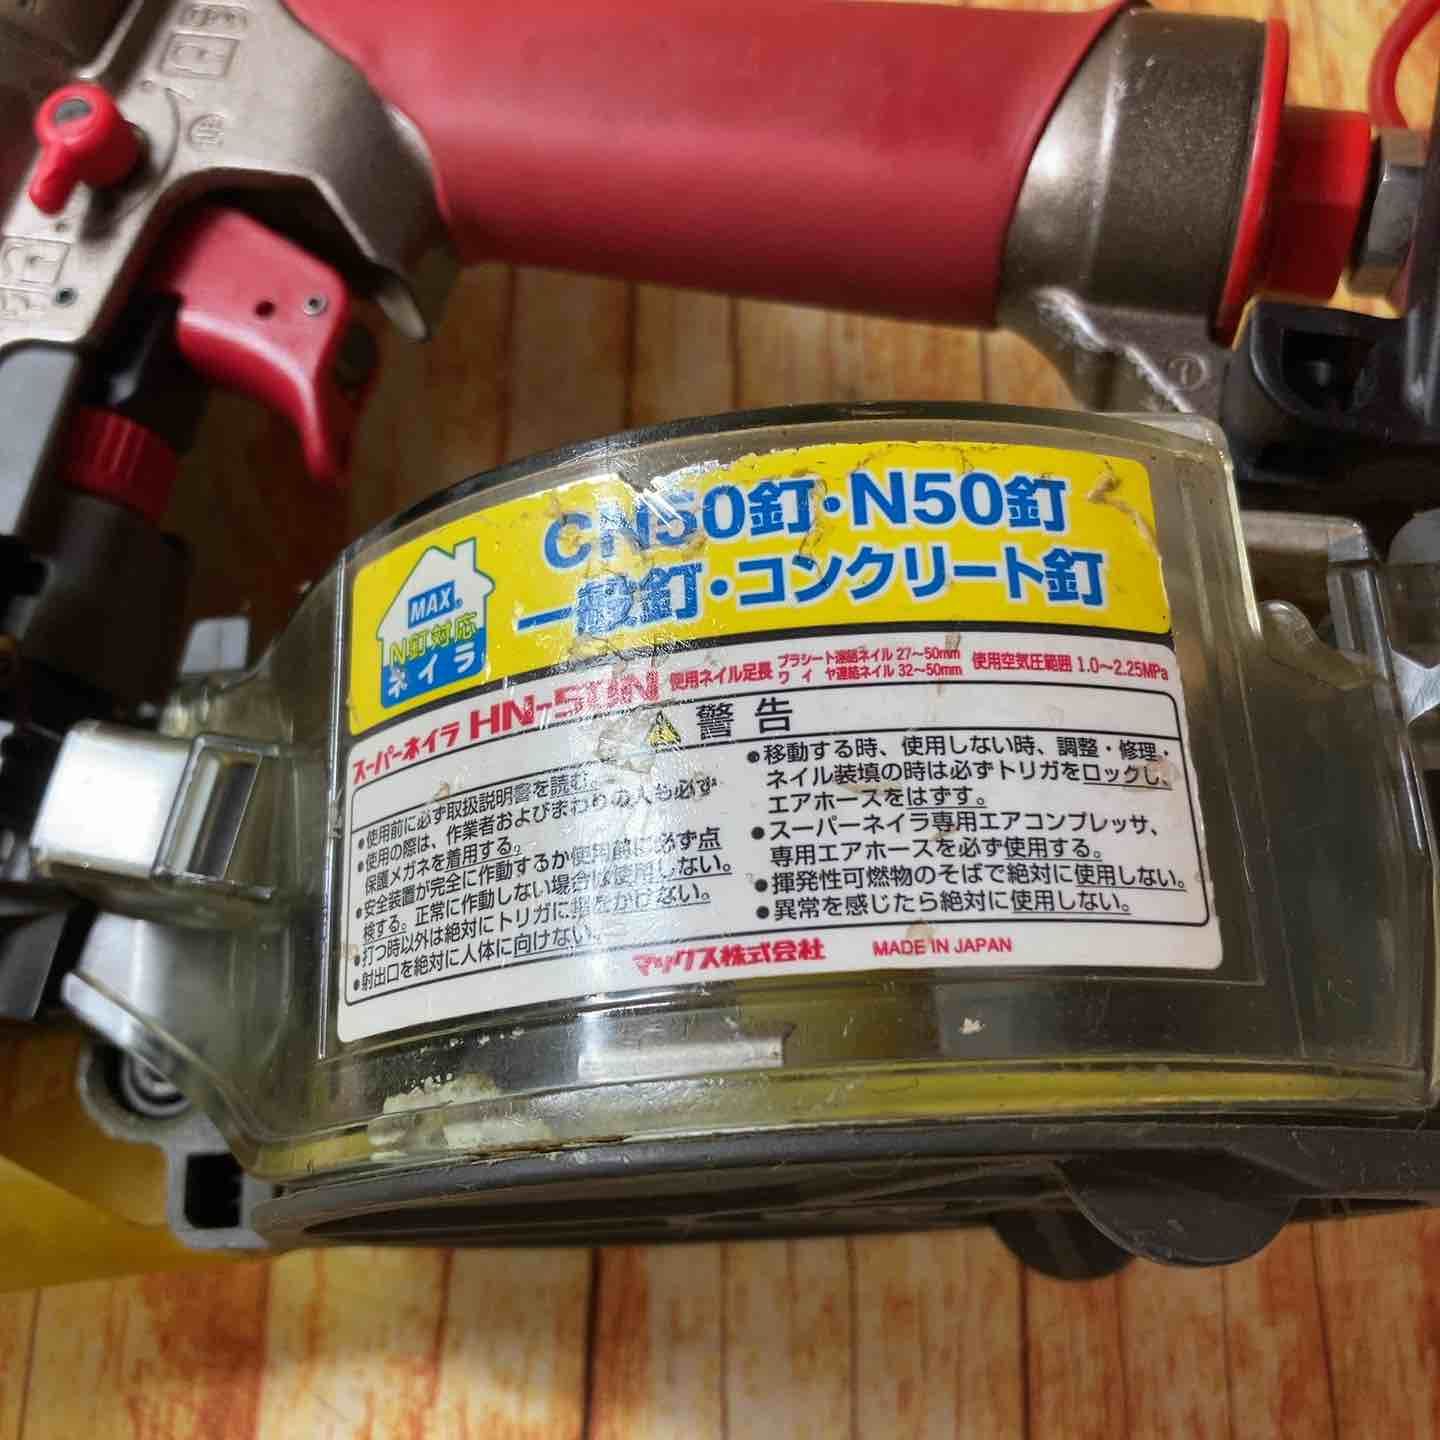 CN50釘・N50釘
一般釘・コンクリート釘
MAX®
N釘対応
ネイラ
スーパーネイラ HN-50N 使用ネイル足長 プラシート連結ネイル 27〜50mm
ワイヤ連結ネイル 32〜50mm
使用空気圧範囲 1.0〜2.25MPa
警告
●使用前に必ず取扱説明書を読む。
●使用の際は、作業者およびまわりの人も必ず
保護メガネを着用する。
●安全装置が完全に作動するか使用前に必ず点
検する。正常に作動しない場合は使用しない。
●打つ時以外は絶対にトリガに指をかけない。
●射出口を絶対に人体に向けない。
●移動する時、使用しない時、調整・修理・
ネイル装填の時は必ずトリガをロックし、
エアホースをはずす。
●スーパーネイラ専用エアコンプレッサ、
専用エアホースを必ず使用する。
●揮発性可燃物のそばで絶対に使用しない。
●異常を感じたら絶対に使用しない。
マックス株式会社 MADE IN JAPAN